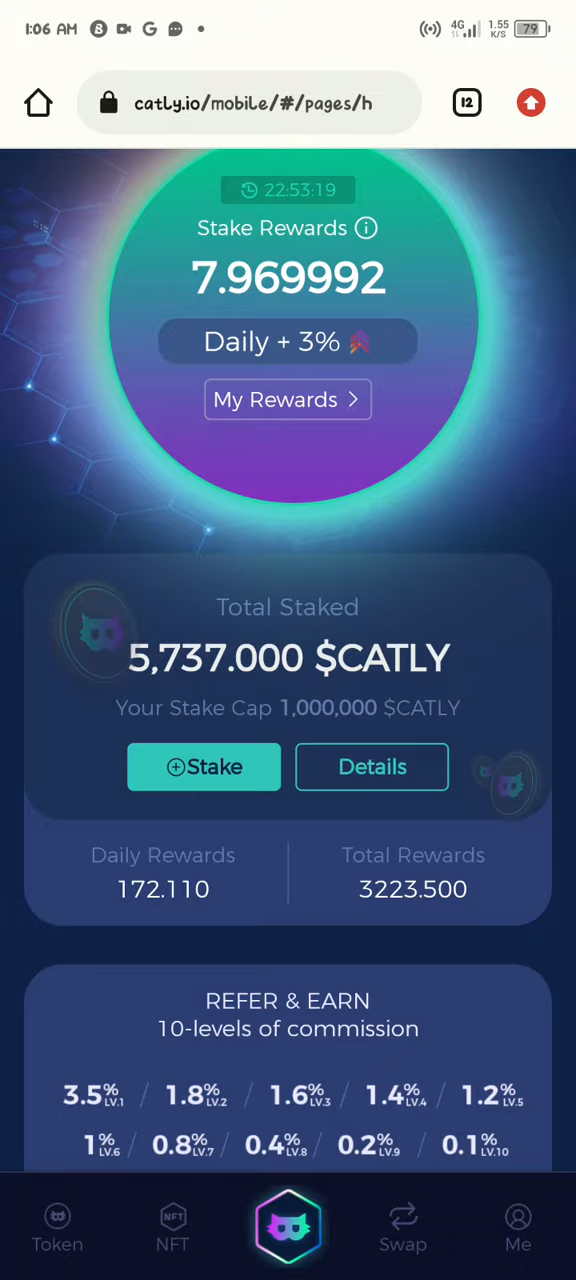 1:06 AM
4G
1.55
K/S
79
catly.io/mobile/#/pages/h
12
22:53:19
Stake Rewards
7.969992
Daily + 3%
My Rewards >
Total Staked
5,737.000 $CATLY
Your Stake Cap 1,000,000 $CATLY
Stake
Details
Daily Rewards
Total Rewards
172.110
3223.500
REFER & EARN
10-levels of commission
3.5% LV.1 / 1.8% LV.2 / 1.6% LV.3 / 1.4% LV.4 / 1.2% LV.5
1% LV.6 / 0.8% LV.7 / 0.4% LV.8 / 0.2% LV.9 / 0.1% LV.10
NFT
Token
NFT
Swap
Me